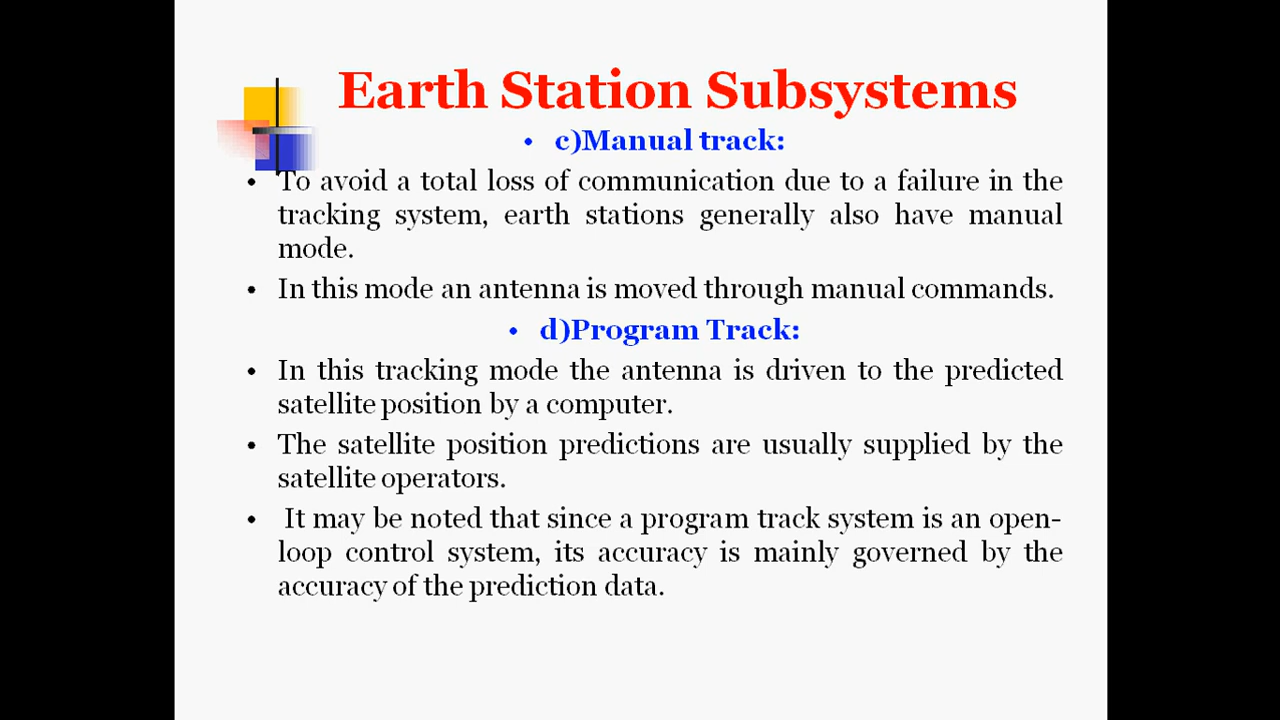 Earth Station Subsystems
• c)Manual track:
• To avoid a total loss of communication due to a failure in the
tracking system, earth stations generally also have manual
mode.
• In this mode an antenna is moved through manual commands.
• d)Program Track:
• In this tracking mode the antenna is driven to the predicted
satellite position by a computer.
• The satellite position predictions are usually supplied by the
satellite operators.
• It may be noted that since a program track system is an open-
loop control system, its accuracy is mainly governed by the
accuracy of the prediction data.